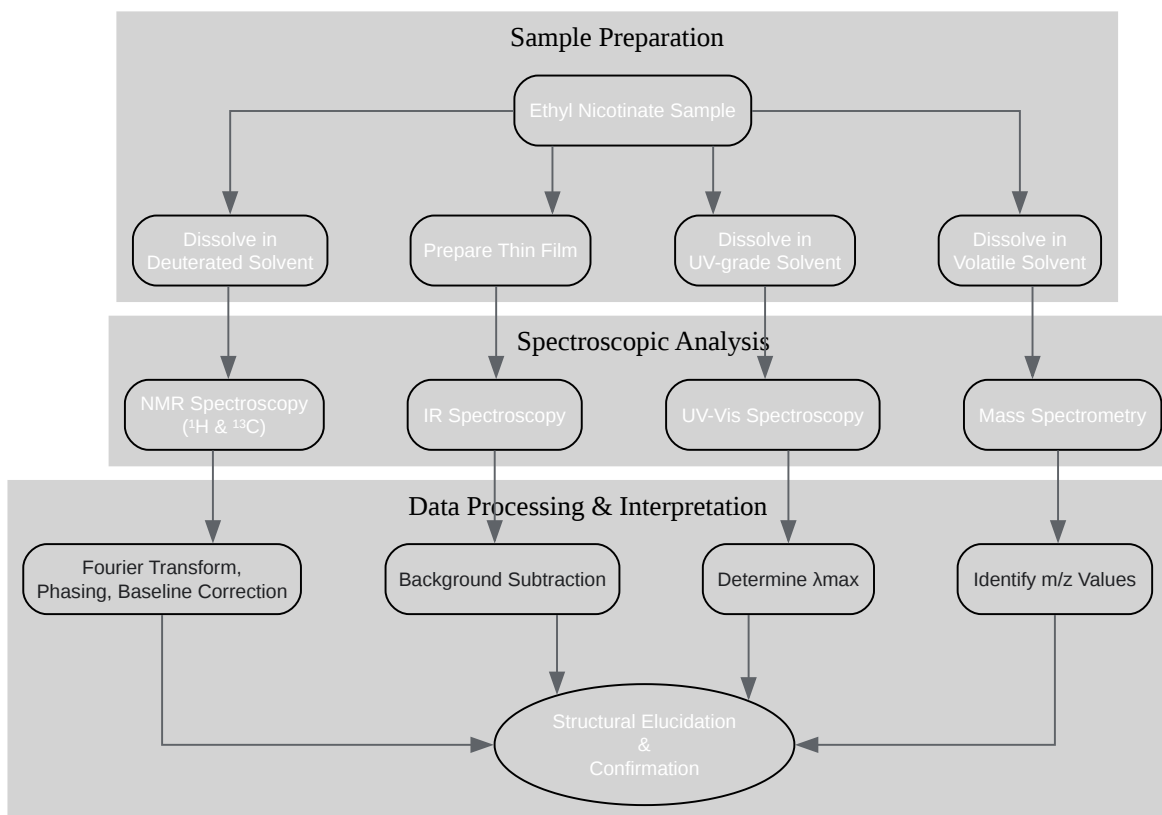 Sample Preparation
Ethyl Nicotinate Sample
Dissolve in
Deuterated Solvent
Prepare Thin Film
Dissolve in
UV-grade Solvent
Dissolve in
Volatile Solvent
Spectroscopic Analysis
NMR Spectroscopy
(¹H & ¹³C)
IR Spectroscopy
UV-Vis Spectroscopy
Mass Spectrometry
Data Processing & Interpretation
Fourier Transform,
Phasing, Baseline Correction
Background Subtraction
Determine λmax
Identify m/z Values
Structural Elucidation
&
Confirmation